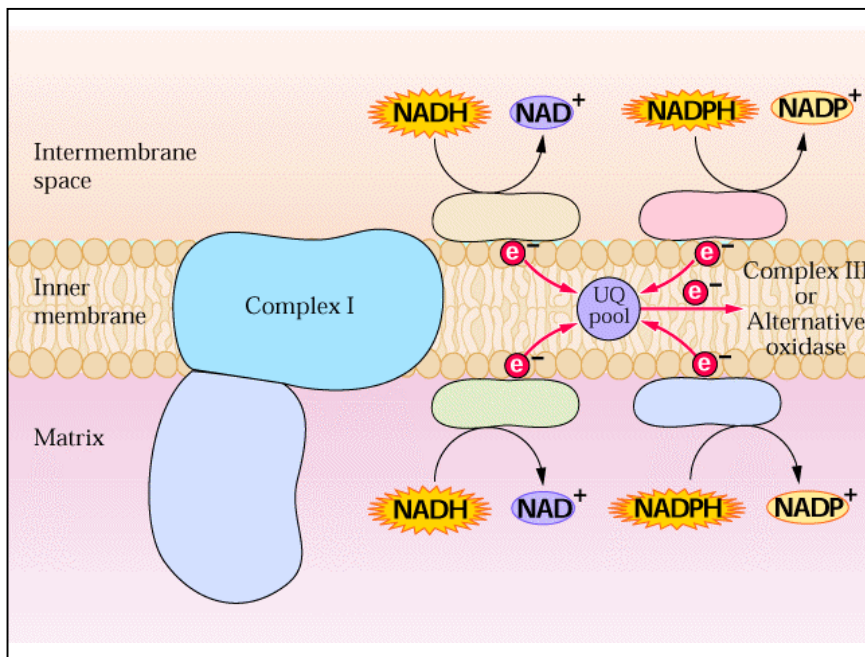 NADH
NAD+
NADPH
NADP+
Intermembrane
space
e-
e-
Inner
membrane
Complex I
UQ
pool
e-
Complex III
or
Alternative
oxidase
e-
e-
Matrix
NADH
NAD+
NADPH
NADP+